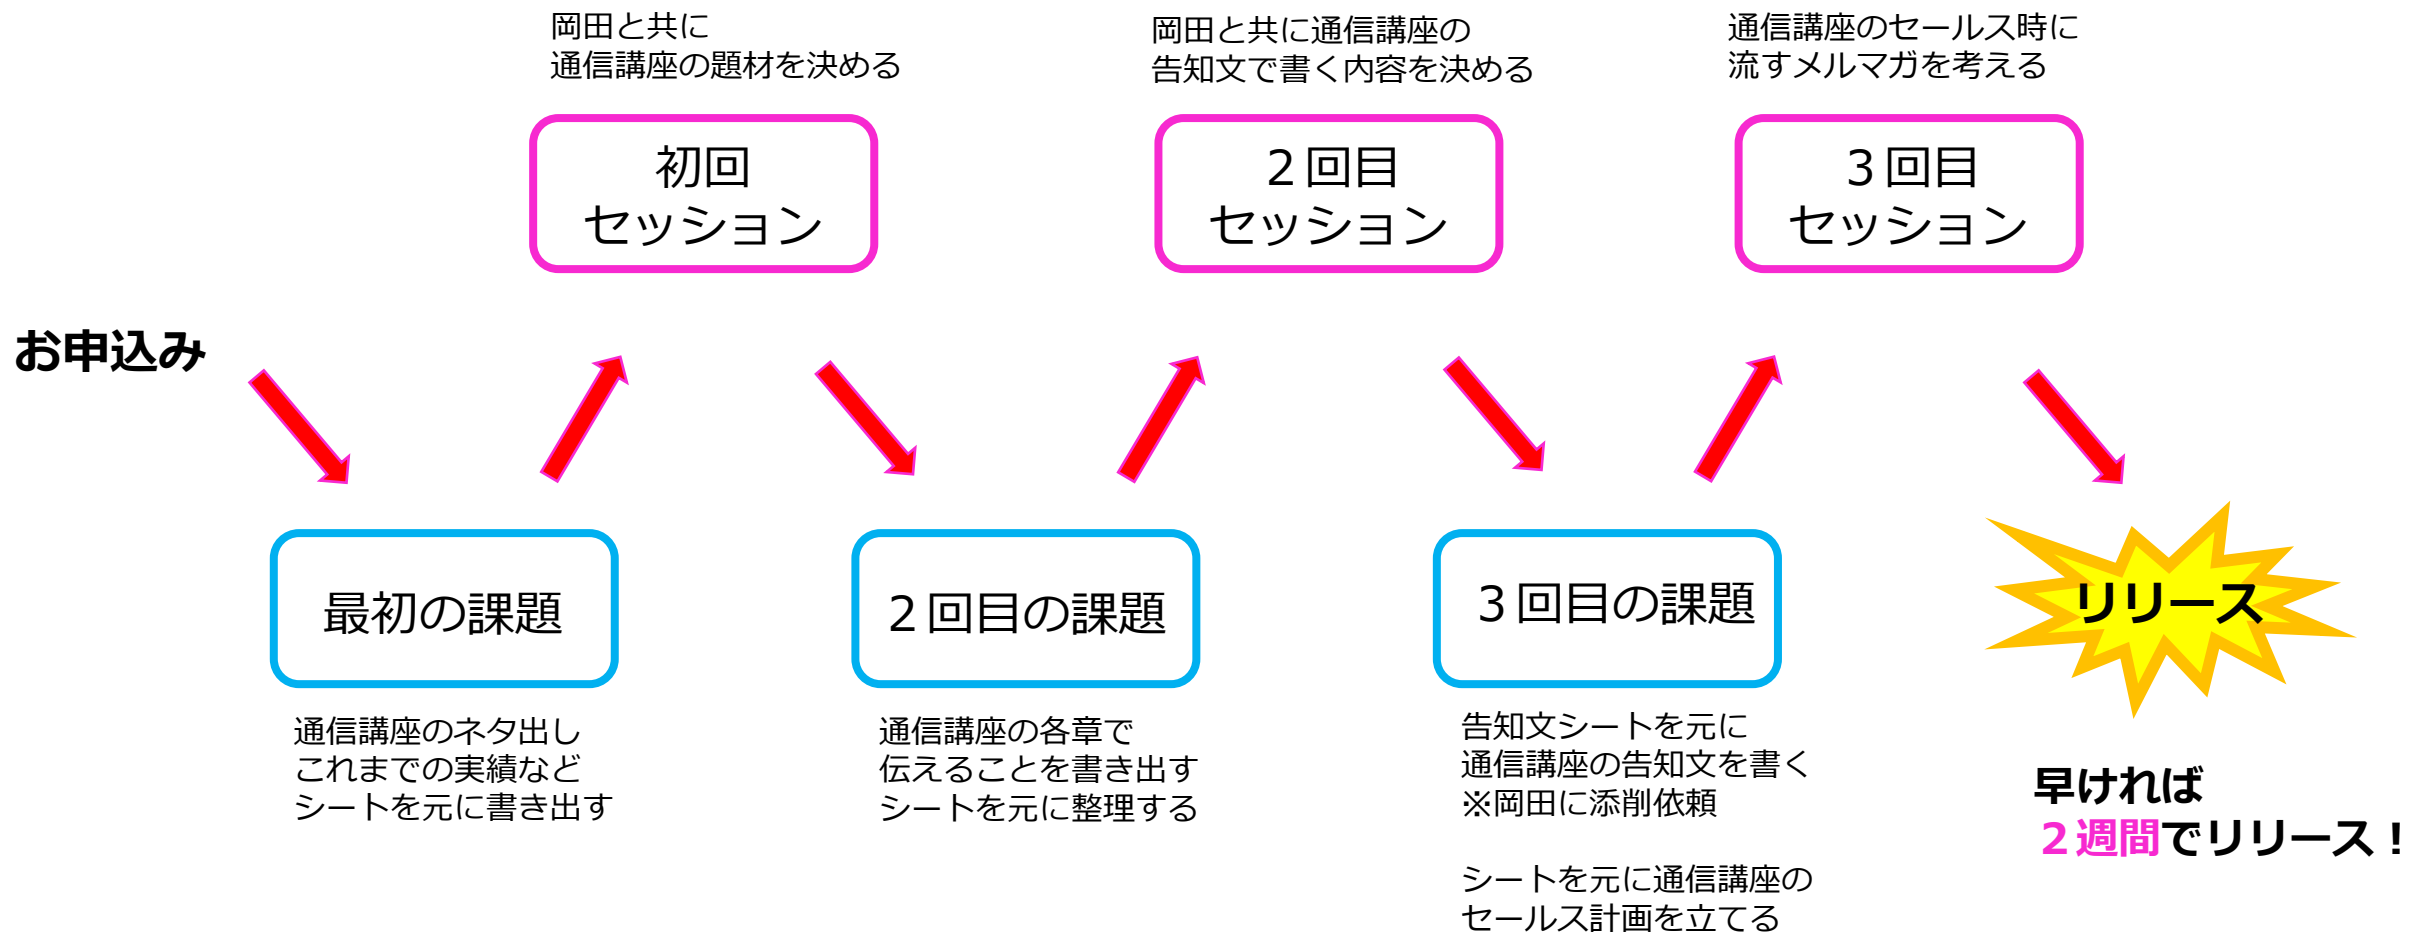 岡田と共に
通信講座の題材を決める
岡田と共に通信講座の
告知文で書く内容を決める
通信講座のセールス時に
流すメルマガを考える
初回
セッション
２回目
セッション
３回目
セッション
お申込み
最初の課題
２回目の課題
３回目の課題
リリース
通信講座のネタ出し
これまでの実績など
シートを元に書き出す
通信講座の各章で
伝えることを書き出す
シートを元に整理する
告知文シートを元に
通信講座の告知文を書く
※岡田に添削依頼
シートを元に通信講座の
セールス計画を立てる
早ければ
２週間でリリース！